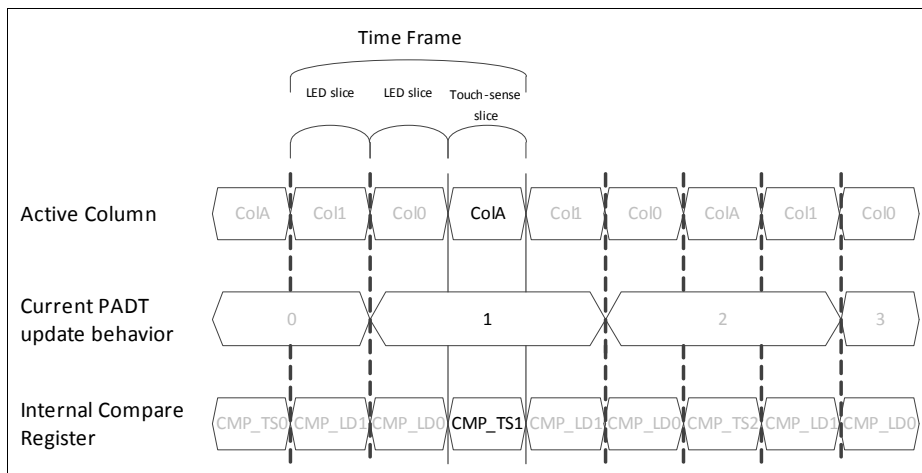 Time Frame
LED slice LED slice Touch-sense
slice
Active Column ColA Col1 Col0 ColA Col1 Col0 ColA Col1 Col0
Current PADT
update behavior 0 1 2 3
Internal Compare
Register CMP_TS0 CMP_LD1 CMP_LD0 CMP_TS1 CMP_LD1 CMP_LD0 CMP_TS2 CMP_LD1 CMP_LD0